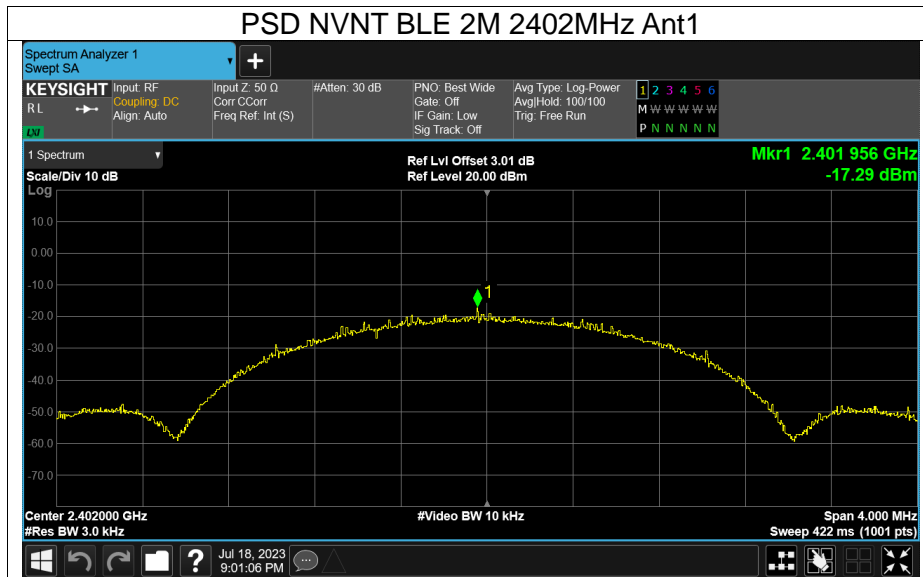 PSD NVNT BLE 2M 2402MHz Ant1
Spectrum Analyzer 1
Swept SA
+
KEYSIGHT
R L
LXI
Input: RF
Coupling: DC
Align: Auto
Input Z: 50 Ω
Corr CCorr
Freq Ref: Int (S)
#Atten: 30 dB
PNO: Best Wide
Gate: Off
IF Gain: Low
Sig Track: Off
Avg Type: Log-Power
Avg|Hold: 100/100
Trig: Free Run
1 2 3 4 5 6
M W W W W W
P N N N N N
1 Spectrum
Scale/Div 10 dB
Log
Ref Lvl Offset 3.01 dB
Ref Level 20.00 dBm
Mkr1 2.401 956 GHz
-17.29 dBm
10.0
0.00
-10.0
1
-20.0
-30.0
-40.0
-50.0
-60.0
-70.0
Center 2.402000 GHz
#Res BW 3.0 kHz
#Video BW 10 kHz
Span 4.000 MHz
Sweep 422 ms (1001 pts)
?
Jul 18, 2023
9:01:06 PM